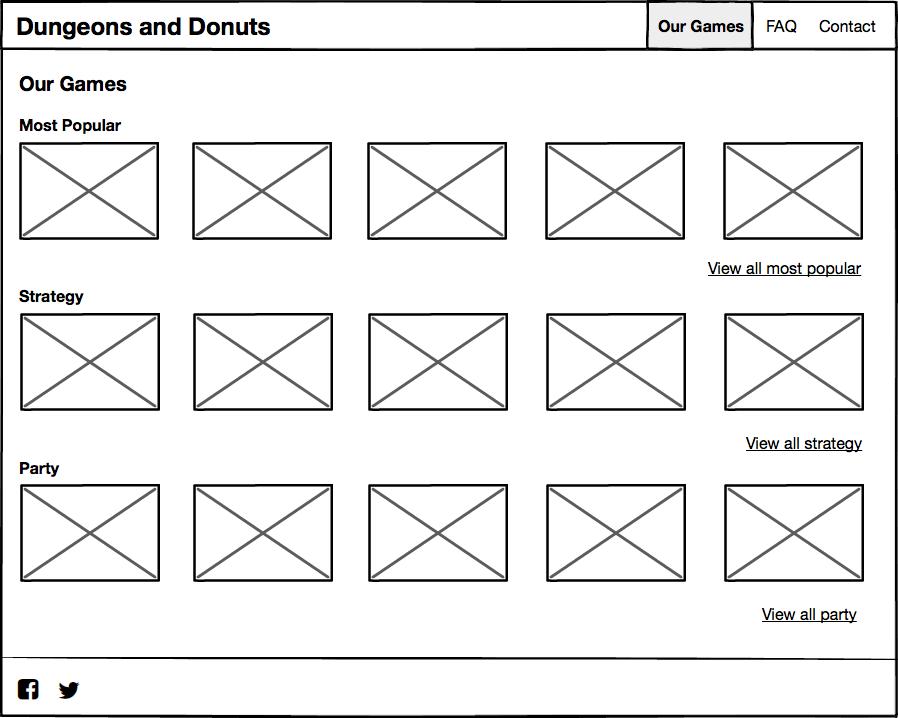 Dungeons and Donuts
Our Games
FAQ
Contact
Our Games
Most Popular
View all most popular
Strategy
View all strategy
Party
View all party